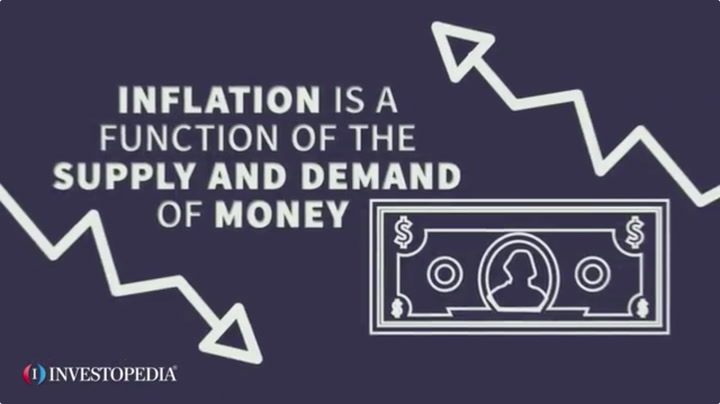 INFLATION IS A
FUNCTION OF THE
SUPPLY AND DEMAND
OF MONEY
$ $
$ $
INVESTOPEDIA®